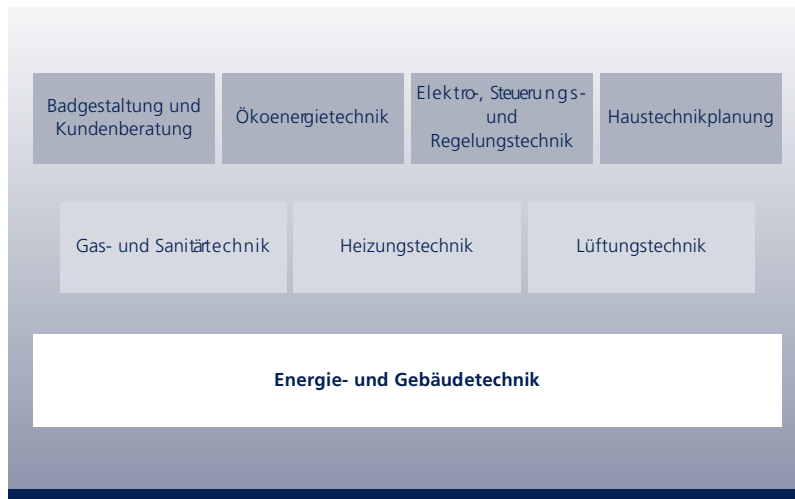 Badgestaltung und
Kundenberatung
Ökoenergietechnik
Elektro-, Steuerungs-
und
Regelungstechnik
Haustechnikplanung
Gas- und Sanitärtechnik
Heizungstechnik
Lüftungstechnik
Energie- und Gebäudetechnik